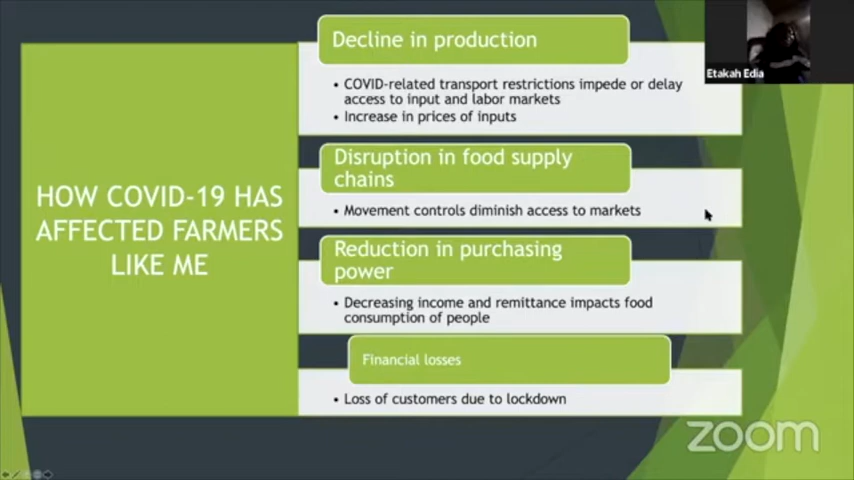 Decline in production
Etakah Edia
• COVID-related transport restrictions impede or delay
access to input and labor markets
• Increase in prices of inputs
Disruption in food supply
chains
• Movement controls diminish access to markets
HOW COVID-19 HAS
AFFECTED FARMERS
LIKE ME
Reduction in purchasing
power
• Decreasing income and remittance impacts food
consumption of people
Financial losses
• Loss of customers due to lockdown
zoom